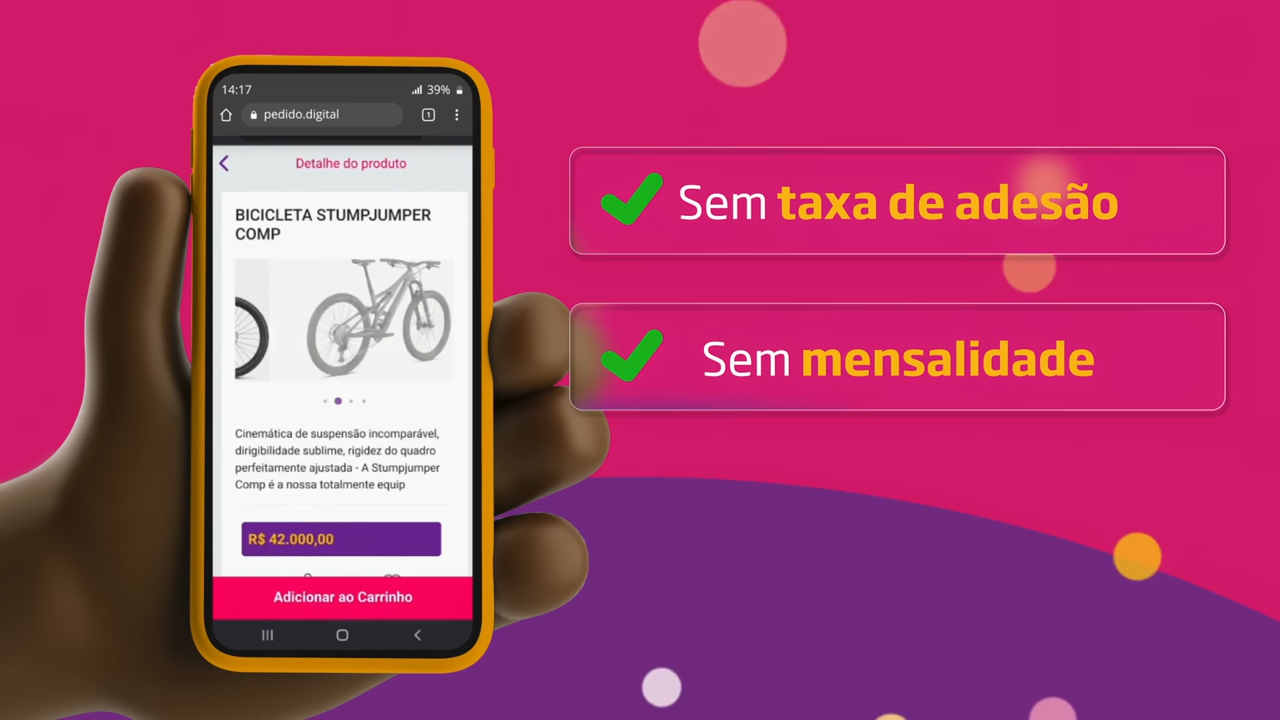 14:17
39%
pedido.digital
1
Detalhe do produto
BICICLETA STUMPJUMPER
COMP
Cinemática de suspensão incomparável,
dirigibilidade sublime, rigidez do quadro
perfeitamente ajustada - A Stumpjumper
Comp é a nossa totalmente equip
R$ 42.000,00
Adicionar ao Carrinho
Sem taxa de adesão
Sem mensalidade